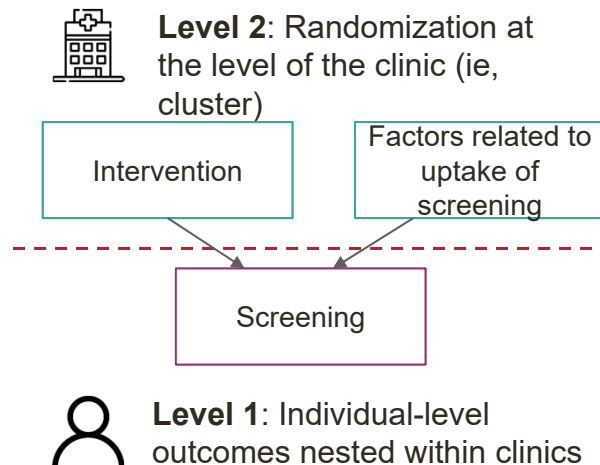 Level 2: Randomization at
the level of the clinic (ie,
cluster)
Intervention
Factors related to
uptake of
screening
Screening
Level 1: Individual-level
outcomes nested within clinics